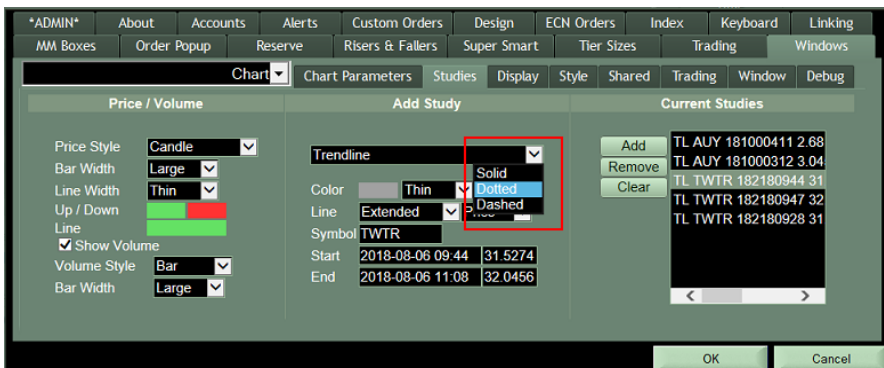 *ADMIN* About Accounts Alerts Custom Orders Design ECN Orders Index Keyboard Linking
MM Boxes Order Popup Reserve Risers & Fallers Super Smart Tier Sizes Trading Windows
Chart Chart Parameters Studies Display Style Shared Trading Window Debug
Price / Volume
Price Style Candle
Bar Width Large
Line Width Thin
Up / Down
Line
Show Volume
Volume Style Bar
Bar Width Large
Add Study
Trendline
Solid
Dotted
Dashed
Color Thin
Line Extended
Symbol TWTR
Start 2018-08-06 09:44 31.5274
End 2018-08-06 11:08 32.0456
Current Studies
Add
Remove
Clear
TL AUY 181000411 2.68
TL AUY 181000312 3.04
TL TWTR 182180944 31
TL TWTR 182180947 32
TL TWTR 182180928 31
OK Cancel